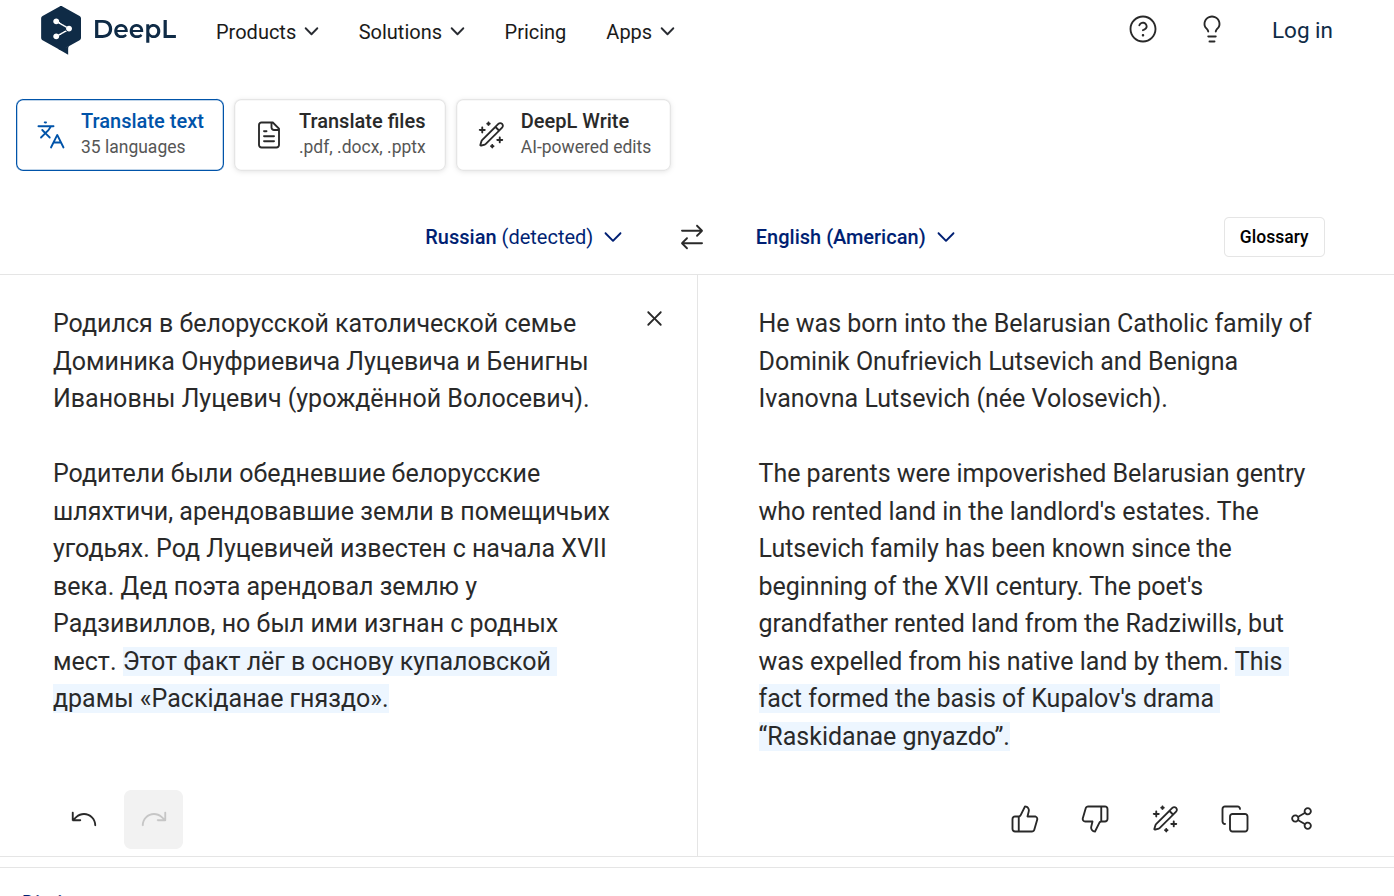 DeepL
Products
Solutions
Pricing
Apps
Log in
Translate text
35 languages
Translate files
.pdf, .docx, .pptx
DeepL Write
AI-powered edits
Russian (detected)
English (American)
Glossary
Родился в белорусской католической семье
Доминика Онуфриевича Луцевича и Бенигны
Ивановны Луцевич (урождённой Волосевич).
Родители были обедневшие белорусские
шляхтичи, арендовавшие земли в помещичьих
угодьях. Род Луцевичей известен с начала XVII
века. Дед поэта арендовал землю у
Радзивиллов, но был ими изгнан с родных
мест. Этот факт лёг в основу купаловской
драмы «Раскіданае гняздо».
He was born into the Belarusian Catholic family of
Dominik Onufrievich Lutsevich and Benigna
Ivanovna Lutsevich (née Volosevich).
The parents were impoverished Belarusian gentry
who rented land in the landlord's estates. The
Lutsevich family has been known since the
beginning of the XVII century. The poet's
grandfather rented land from the Radziwills, but
was expelled from his native land by them. This
fact formed the basis of Kupalov's drama
“Raskidanae gnyazdo”.